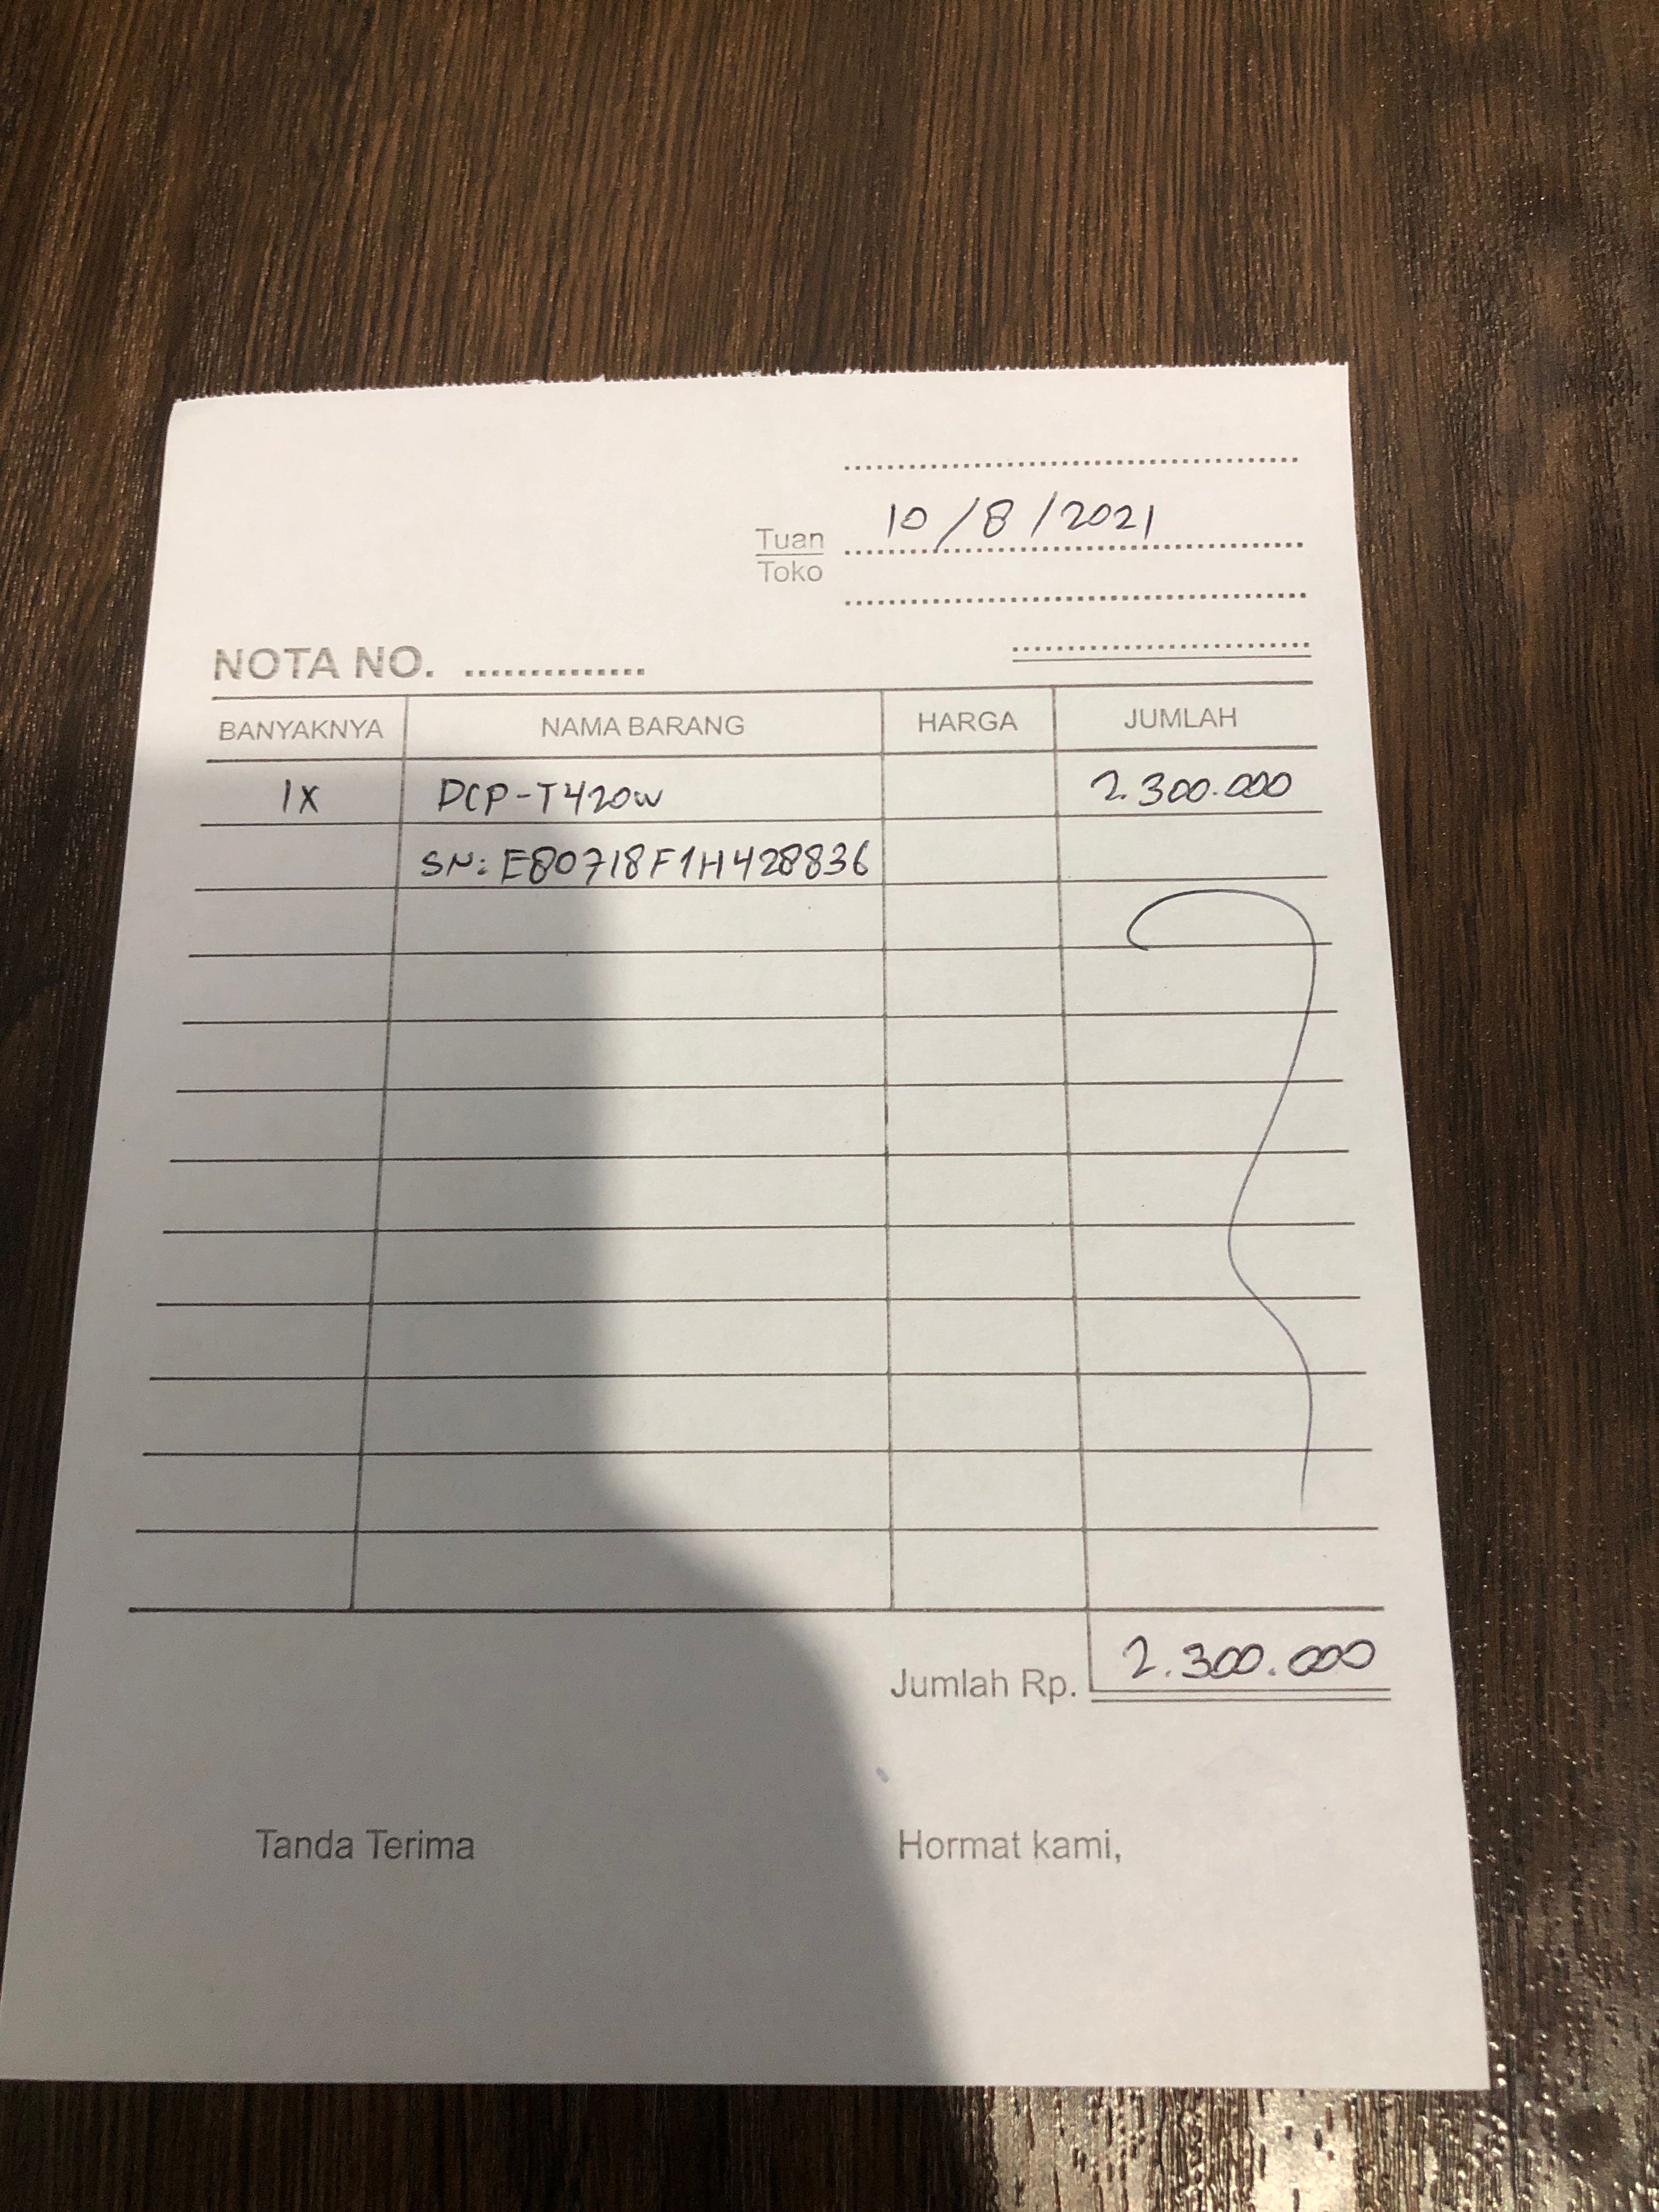 10/8/2021
Tuan
Toko
NOTA NO. ..............
BANYAKNYA NAMA BARANG HARGA JUMLAH
1X DCP-T420W 2.300.000
SN: E80718F1H428836
Jumlah Rp. 2.300.000
Tanda Terima Hormat kami,